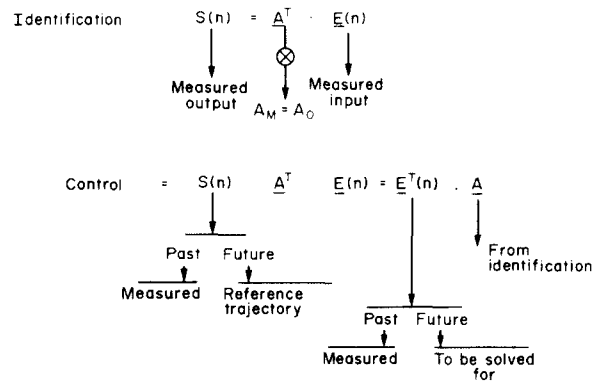 Identification S(n) = A^T · E(n)
Measured output
Measured input
A_M = A_O
Control = S(n) A^T E(n) = E^T(n) . A
Past Future
From identification
Measured
Reference trajectory
Past Future
Measured
To be solved for